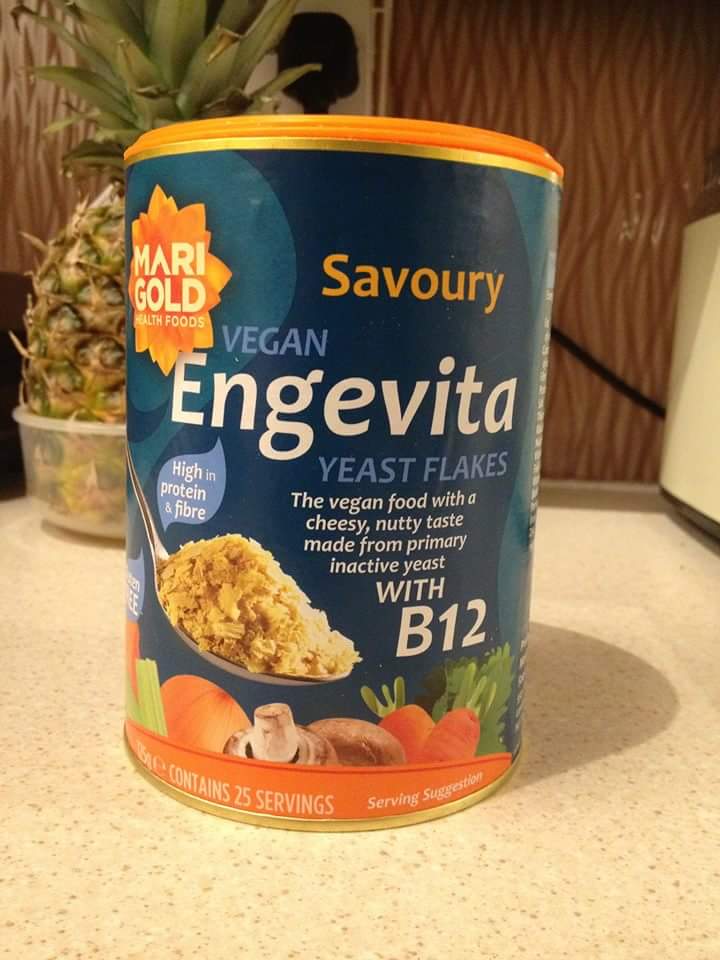 MARI
GOLD
HEALTH FOODS
Savoury
VEGAN
Engevita
YEAST FLAKES
High in
protein
& fibre
The vegan food with a
cheesy, nutty taste
made from primary
inactive yeast
WITH
B12
CONTAINS 25 SERVINGS
Serving Suggestion